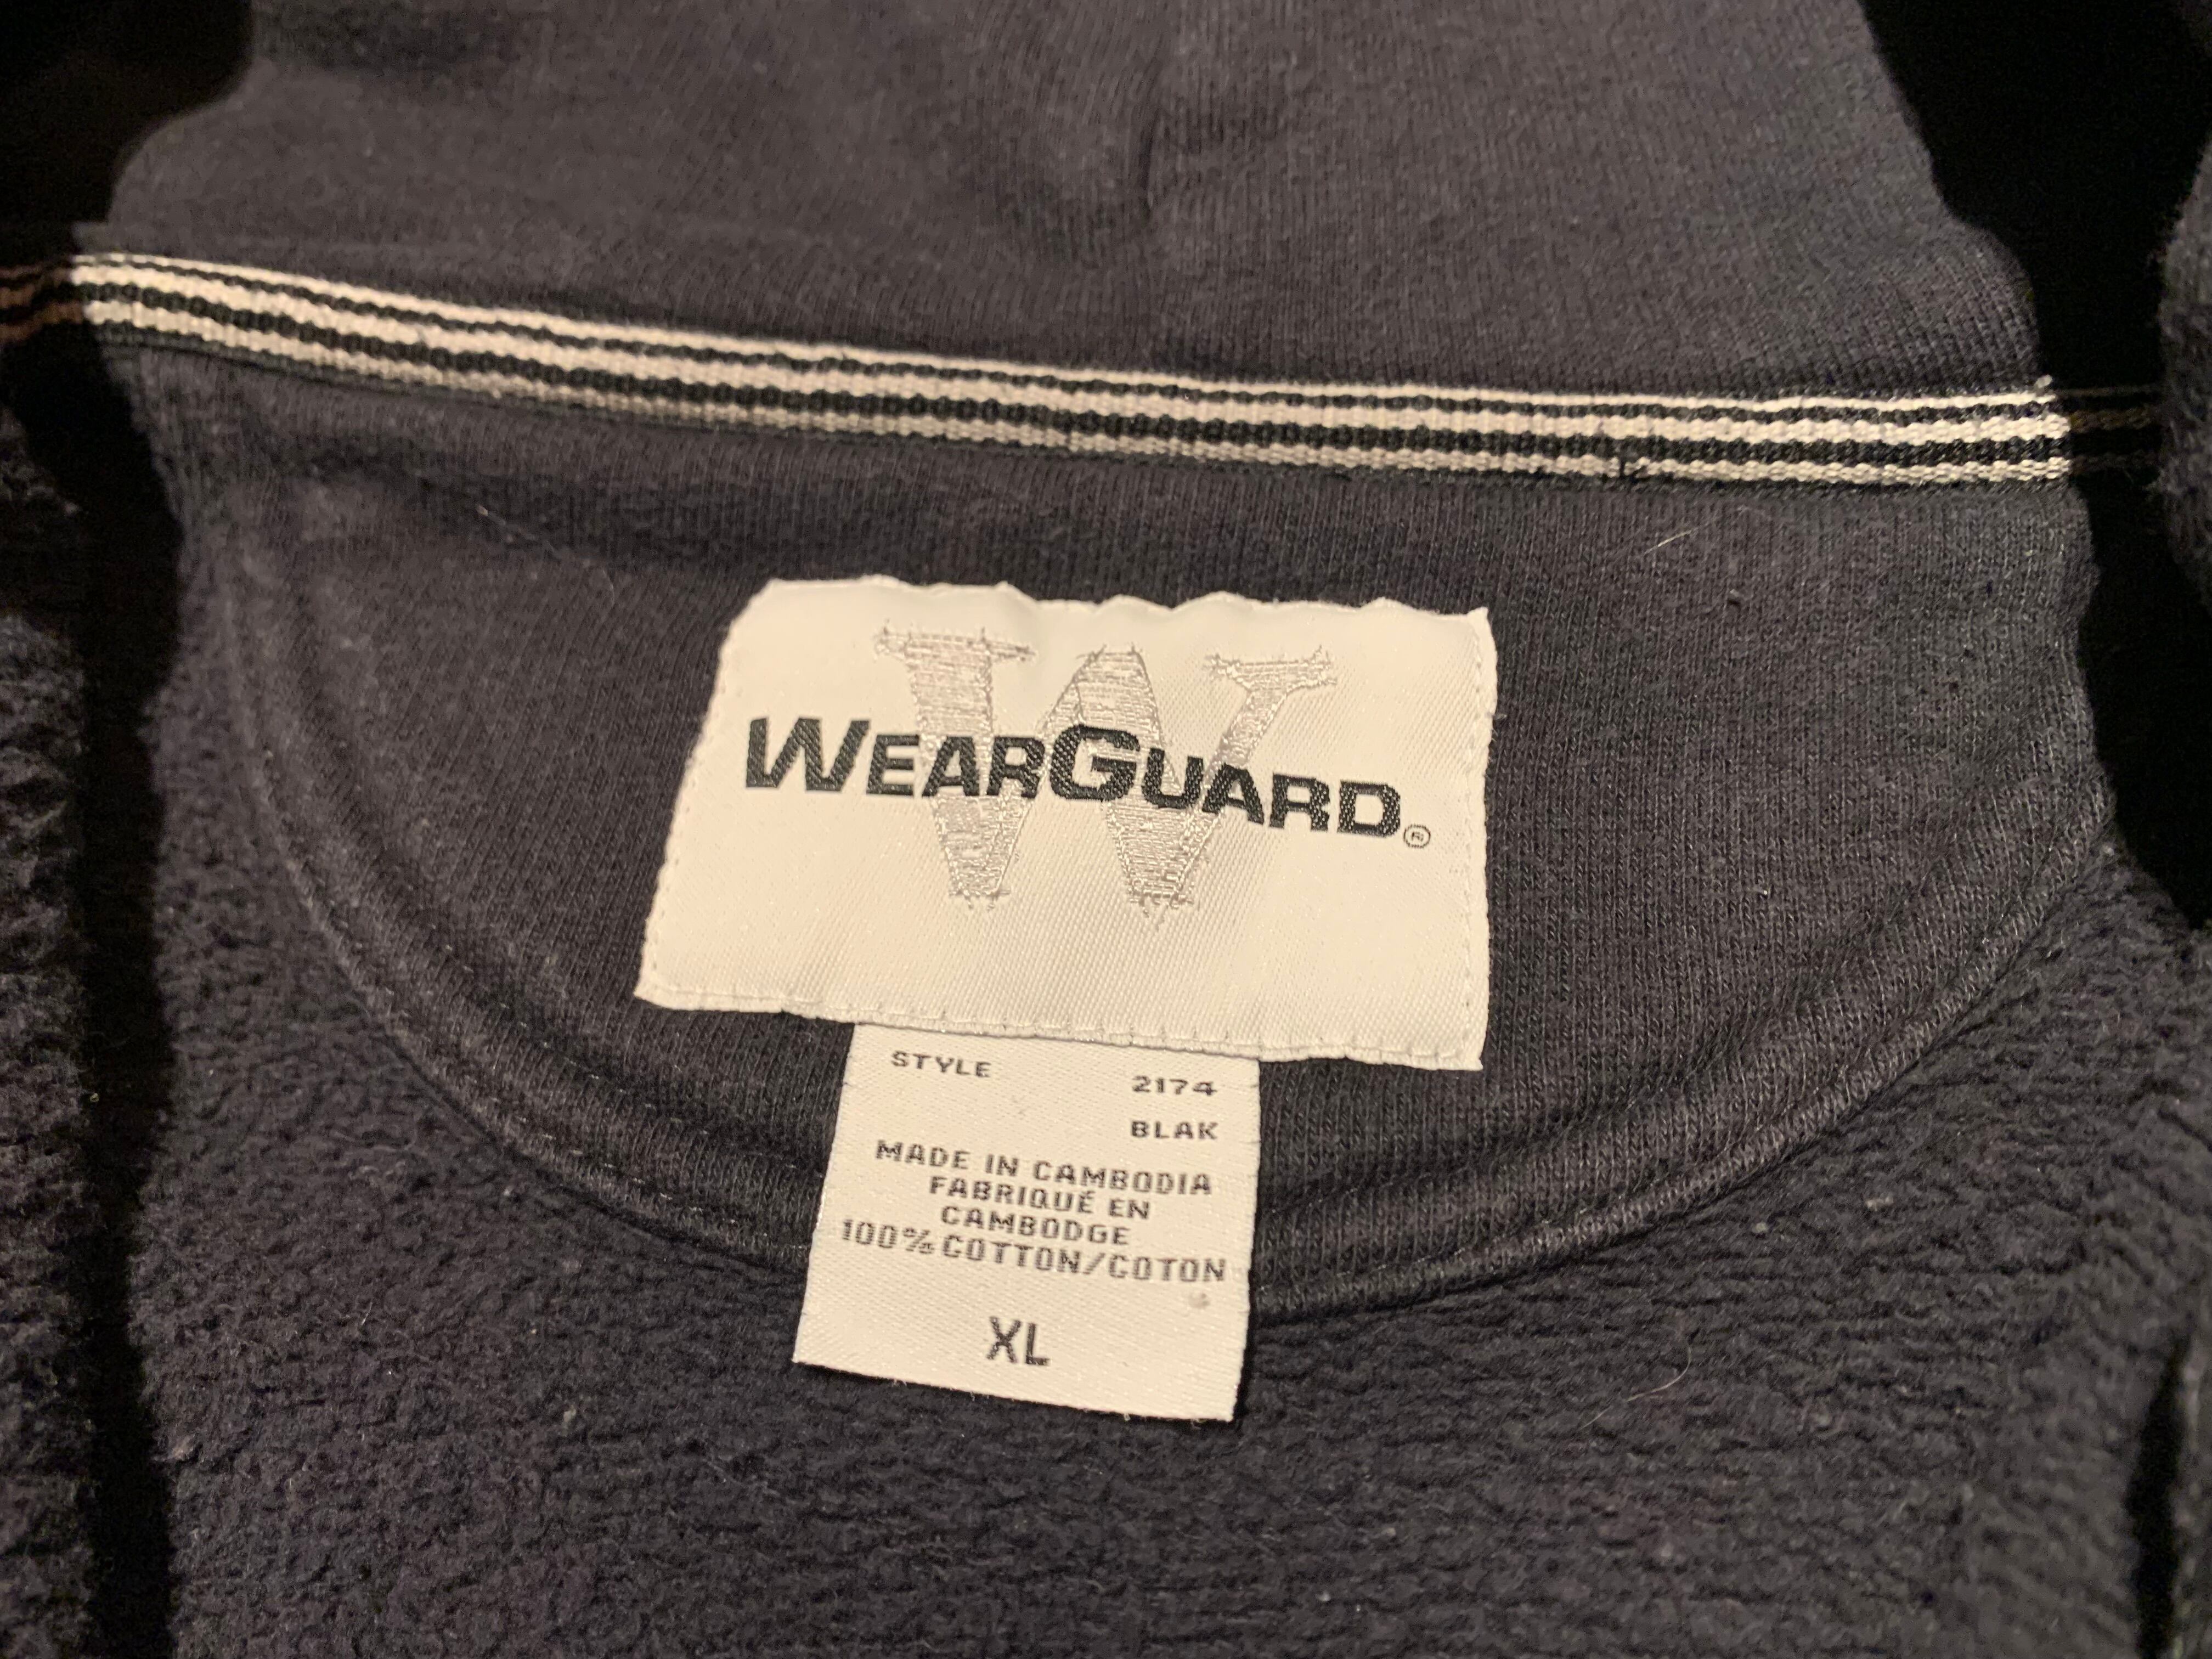 W
WEARGUARD®
STYLE 2174
BLAK
MADE IN CAMBODIA
FABRIQUÉ EN
CAMBODGE
100% COTTON/COTON
XL